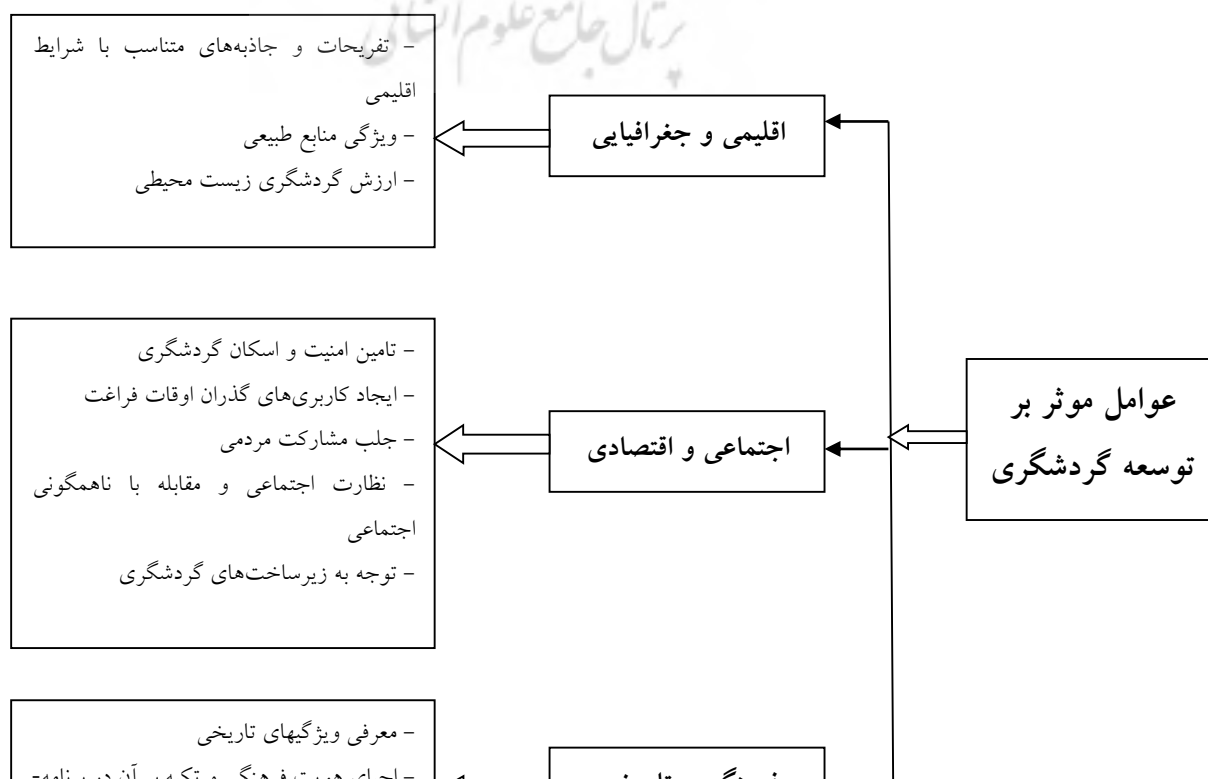 پرتال جامع علوم انسانی
عوامل موثر بر
توسعه گردشگری
اقلیمی و جغرافیایی
- تفریحات و جاذبه‌های متناسب با شرایط
اقلیمی
- ویژگی منابع طبیعی
- ارزش گردشگری زیست محیطی
اجتماعی و اقتصادی
- تامین امنیت و اسکان گردشگری
- ایجاد کاربری‌های گذران اوقات فراغت
- جلب مشارکت مردمی
- نظارت اجتماعی و مقابله با ناهمگونی
اجتماعی
- توجه به زیرساخت‌های گردشگری
- معرفی ویژگیهای تاریخی